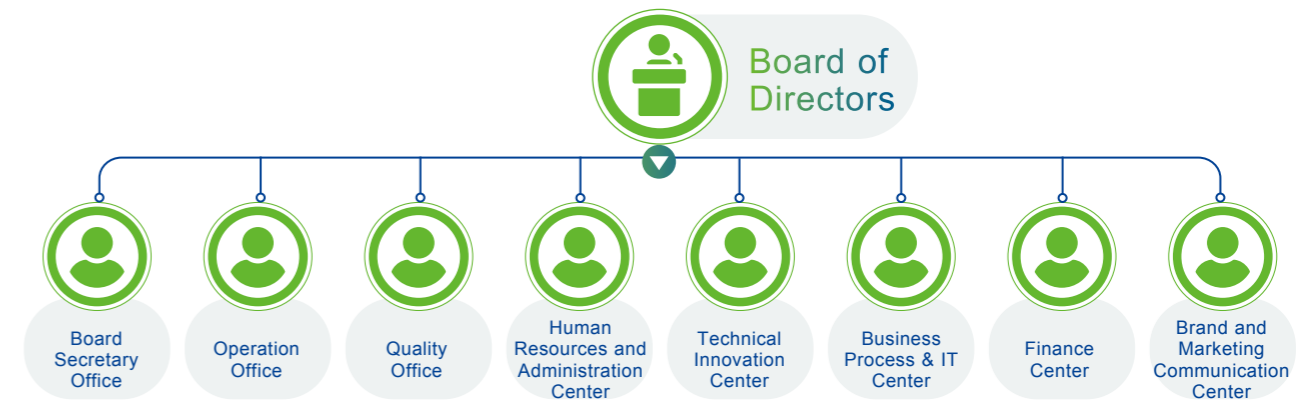 Board of
Directors
Board
Secretary
Office
Operation
Office
Quality
Office
Human
Resources and
Administration
Center
Technical
Innovation
Center
Business
Process & IT
Center
Finance
Center
Brand and
Marketing
Communication
Center